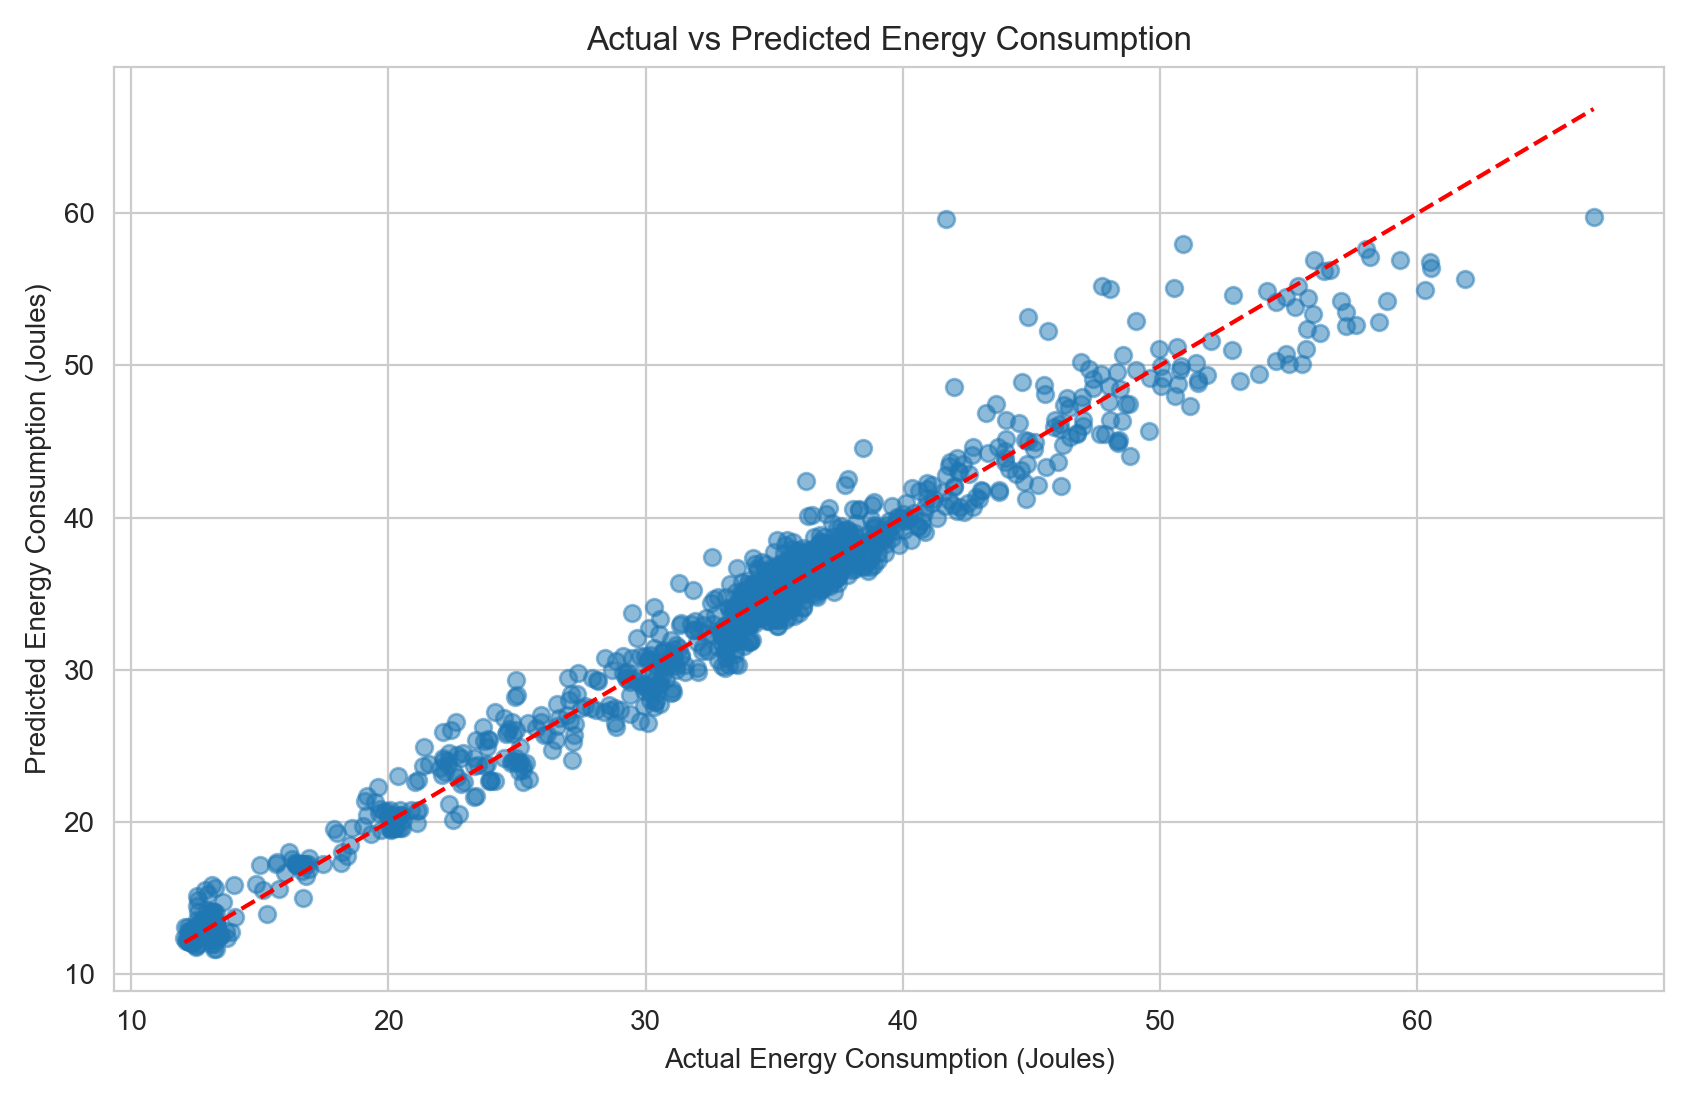 Actual vs Predicted Energy Consumption
Predicted Energy Consumption (Joules)
60
50
40
30
20
10
10 20 30 40 50 60
Actual Energy Consumption (Joules)